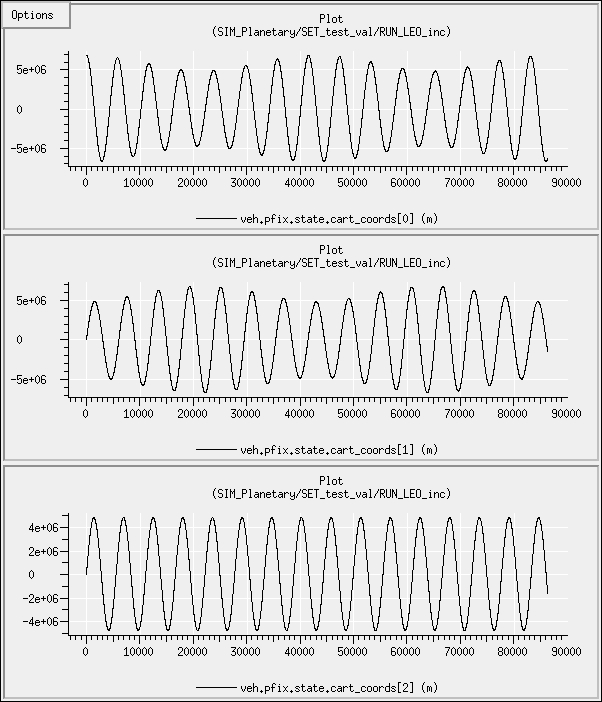 Options
Plot
(SIM_Planetary/SET_test_val/RUN_LEO_inc)
5e+06
0
-5e+06
0 10000 20000 30000 40000 50000 60000 70000 80000 90000
veh.pfix.state.cart_coords[0] (m)
Plot
(SIM_Planetary/SET_test_val/RUN_LEO_inc)
5e+06
0
-5e+06
0 10000 20000 30000 40000 50000 60000 70000 80000 90000
veh.pfix.state.cart_coords[1] (m)
Plot
(SIM_Planetary/SET_test_val/RUN_LEO_inc)
4e+06
2e+06
0
-2e+06
-4e+06
0 10000 20000 30000 40000 50000 60000 70000 80000 90000
veh.pfix.state.cart_coords[2] (m)